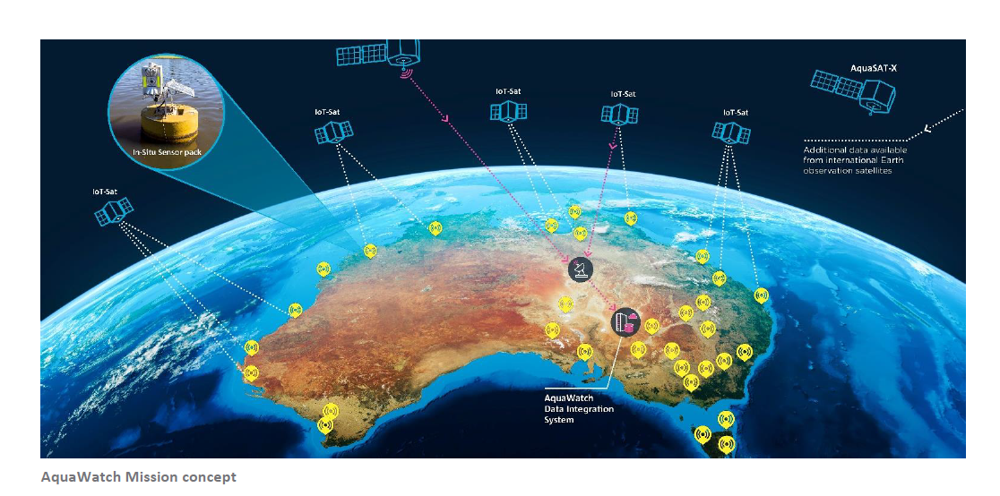 AquaSAT-X
IoT-Sat
IoT-Sat
IoT-Sat
IoT-Sat
Additional data available
from international Earth
observation satellites
In-Situ Sensor pack
IoT-Sat
AquaWatch
Data Integration
System
AquaWatch Mission concept